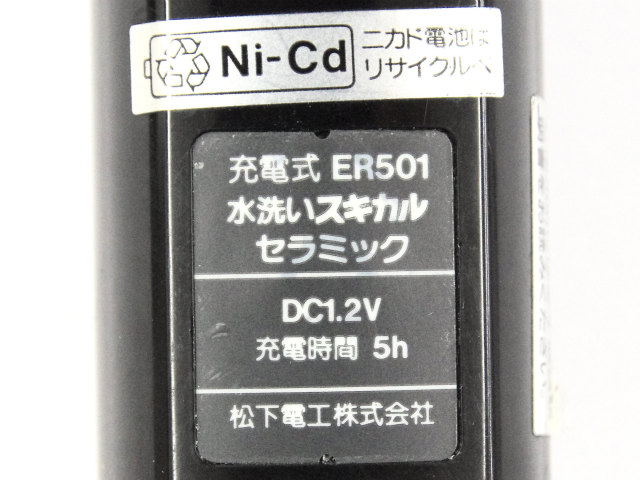 Ni-Cd
ニカド電池は
リサイクルへ
充電式 ER501
水洗いスキカル
セラミック
DC1.2V
充電時間 5h
松下電工株式会社